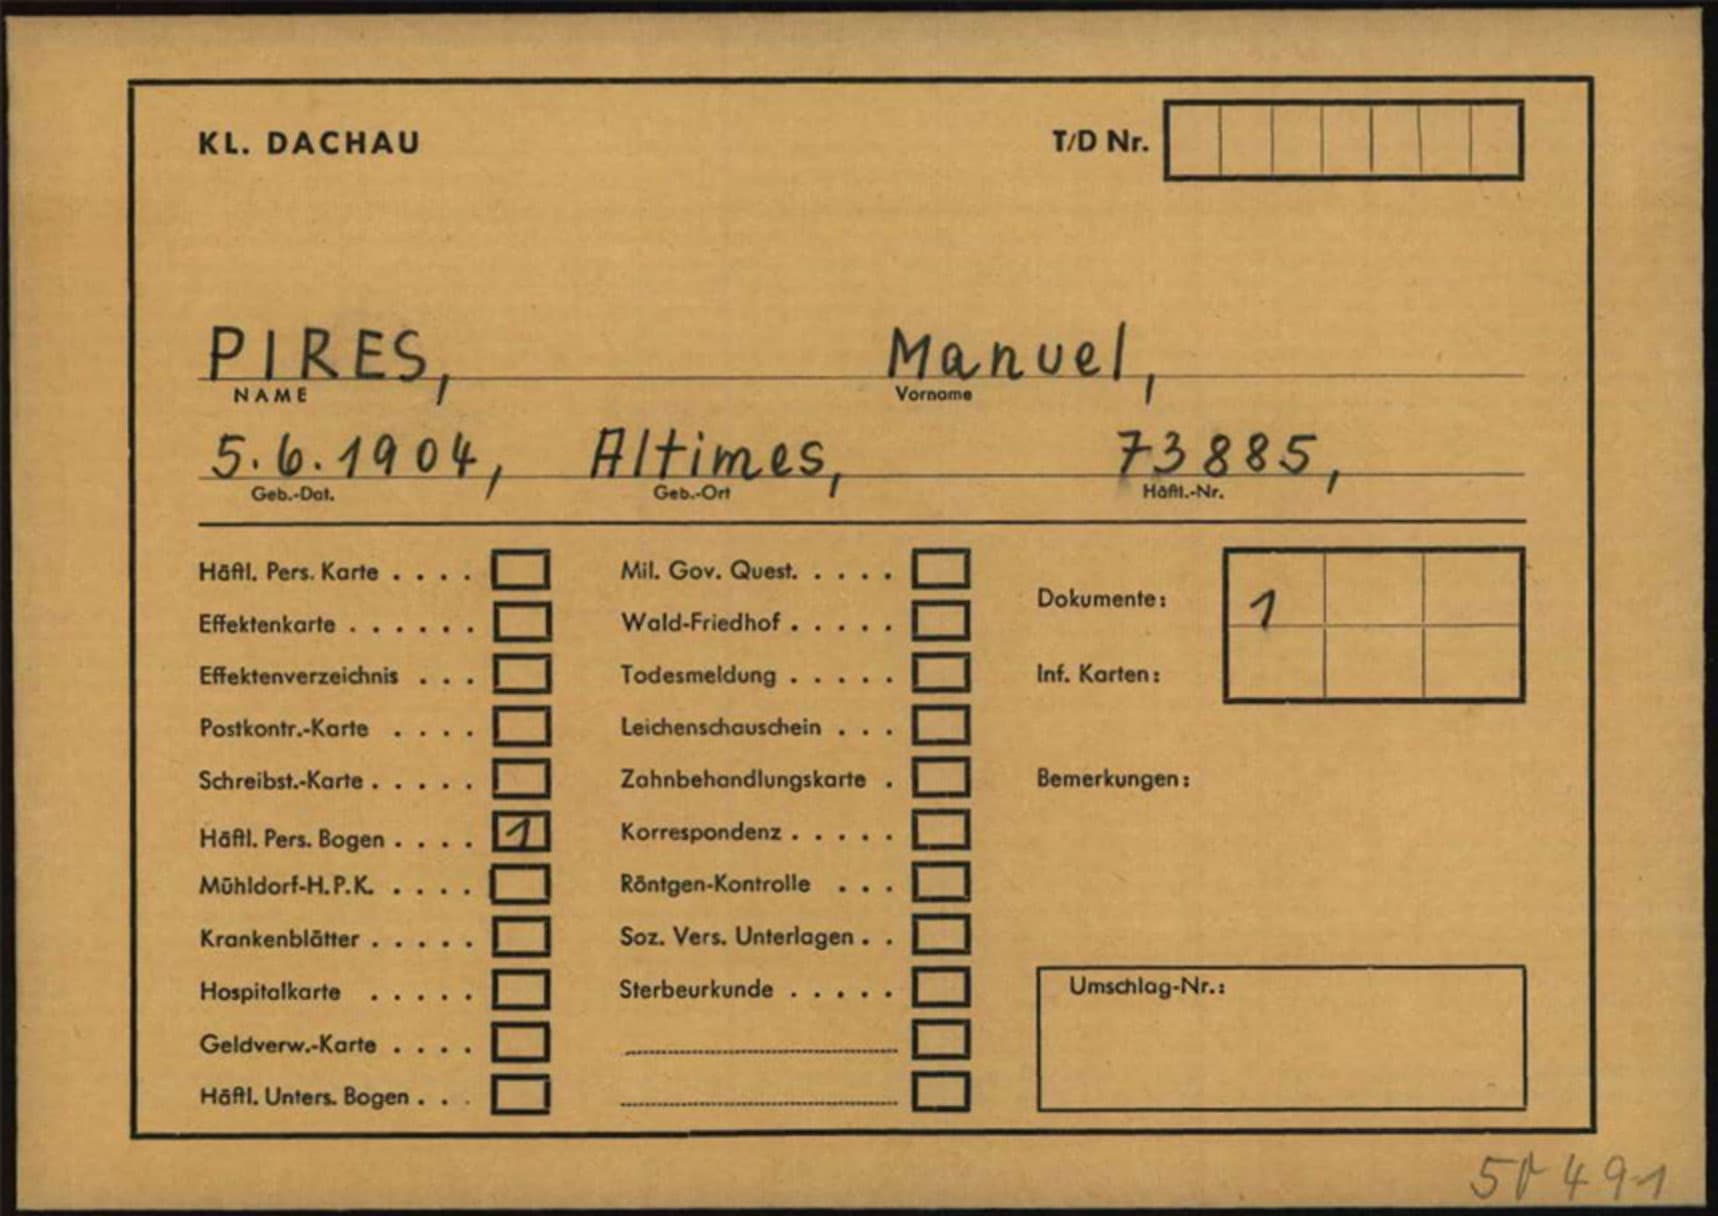 KL. DACHAU T/D Nr.
PIRES, Manuel,
NAME Vorname
5.6.1904, Altimes, 73885,
Geb.-Dat. Geb.-Ort Häftl.-Nr.
Häftl. Pers. Karte . . . .
Effektenkarte . . . . . .
Effektenverzeichnis . . .
Postkontr.-Karte . . . .
Schreibst.-Karte . . . . .
Häftl. Pers. Bogen . . . . 1
Mühldorf-H.P.K. . . . .
Krankenblätter . . . . .
Hospitalkarte . . . . .
Geldverw.-Karte . . . .
Häftl. Unters. Bogen . . .
Mil. Gov. Quest. . . . .
Wald-Friedhof . . . . .
Todesmeldung . . . . .
Leichenschauschein . . .
Zahnbehandlungskarte .
Korrespondenz . . . . .
Röntgen-Kontrolle . . .
Soz. Vers. Unterlagen . .
Sterbeurkunde . . . . .
Dokumente: 1
Inf. Karten:
Bemerkungen:
Umschlag-Nr.: